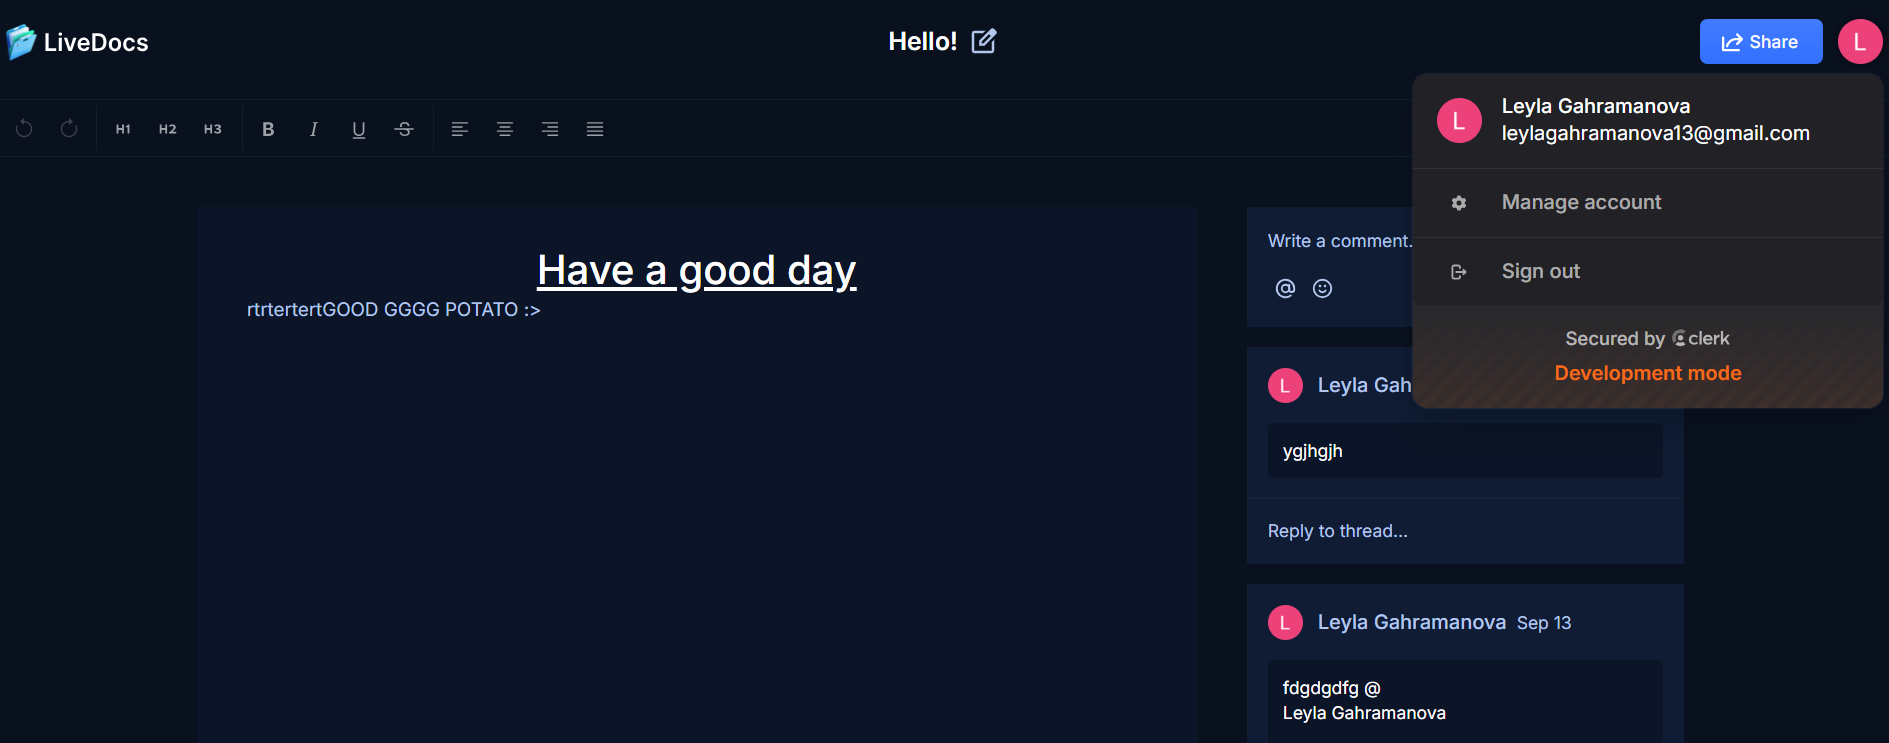 LiveDocs
Hello!
Share
L
L
Leyla Gahramanova
leylagahramanova13@gmail.com
Manage account
Sign out
Secured by clerk
Development mode
H1 H2 H3 B I U S
Have a good day
rtrtertertGOOD GGGG POTATO :>
Write a comment.
@
L
Leyla Gah
ygjhgjh
Reply to thread...
L
Leyla Gahramanova Sep 13
fdgdgdfg @
Leyla Gahramanova